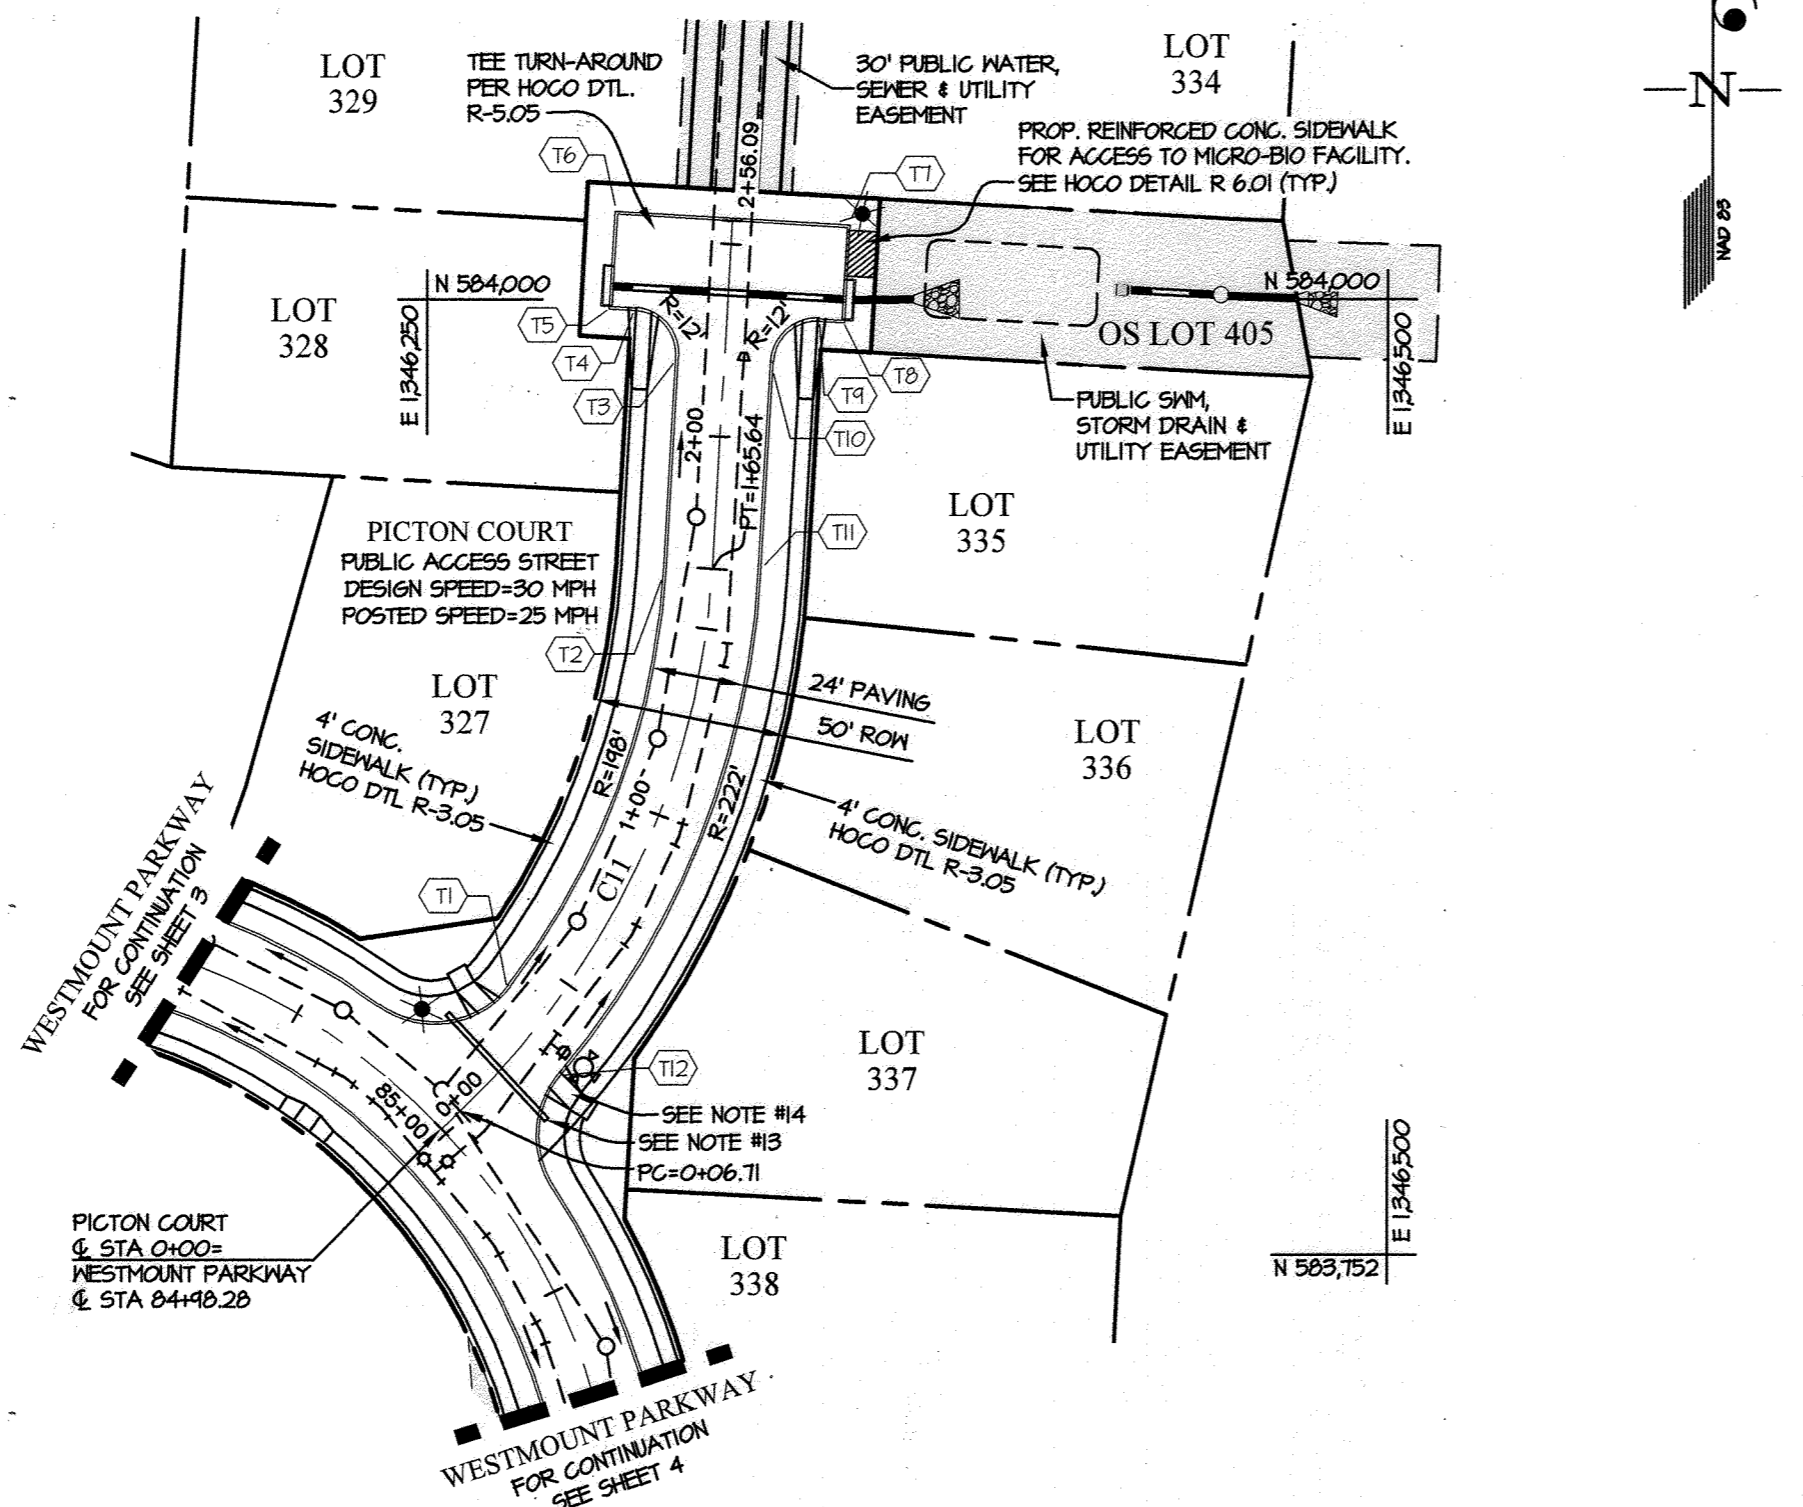 LOT
329
TEE TURN-AROUND
PER HOCO DTL.
R-5.05
30' PUBLIC WATER,
SEWER & UTILITY
EASEMENT
LOT
334
N
NAD 83
PROP. REINFORCED CONC. SIDEWALK
FOR ACCESS TO MICRO-BIO FACILITY.
SEE HOCO DETAIL R 6.01 (TYP.)
2+56.09
T6
T7
N 584,000
E 1,346,250
LOT
328
T5
T4
T3
R=12'
R=12'
T8
T9
T10
N 584,000
E 1,346,500
OS LOT 405
PUBLIC SWM,
STORM DRAIN &
UTILITY EASEMENT
2+00
PT=1+65.64
LOT
335
T11
PICTON COURT
PUBLIC ACCESS STREET
DESIGN SPEED=30 MPH
POSTED SPEED=25 MPH
T2
LOT
327
24' PAVING
50' ROW
LOT
336
4' CONC.
SIDEWALK (TYP.)
HOCO DTL R-3.05
R=198'
1+00
R=222'
4' CONC. SIDEWALK (TYP.)
HOCO DTL R-3.05
C11
T1
WESTMOUNT PARKWAY
FOR CONTINUATION
SEE SHEET 3
LOT
337
T12
85+00
0+00
SEE NOTE #14
SEE NOTE #13
PC=0+06.71
PICTON COURT
℄ STA 0+00=
WESTMOUNT PARKWAY
℄ STA 84+98.28
LOT
338
E 1,346,500
N 583,752
WESTMOUNT PARKWAY
FOR CONTINUATION
SEE SHEET 4